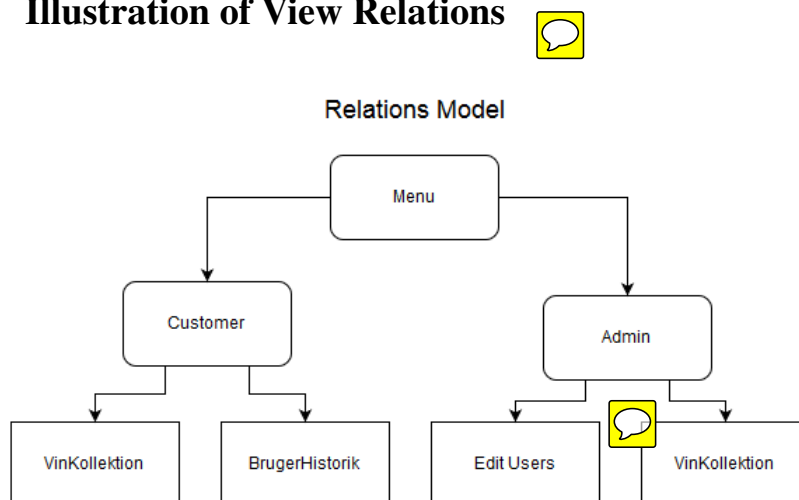 Illustration of View Relations
Relations Model
Menu
Customer
Admin
VinKollektion
BrugerHistorik
Edit Users
VinKollektion